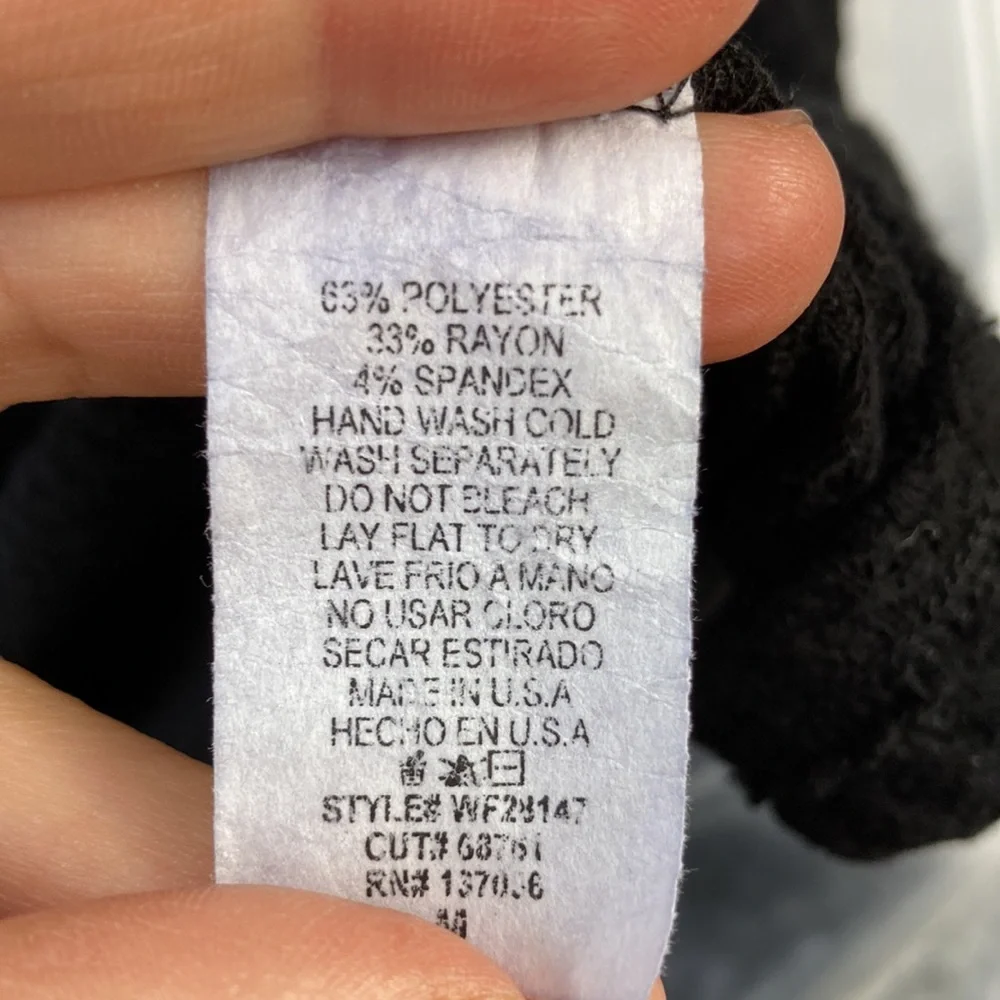 63% POLYESTER
33% RAYON
4% SPANDEX
HAND WASH COLD
WASH SEPARATELY
DO NOT BLEACH
LAY FLAT TO DRY
LAVE FRIO A MANO
NO USAR CLORO
SECAR ESTIRADO
MADE IN U.S.A
HECHO EN U.S.A
STYLE# WF28147
CUT# 68761
RN#
M